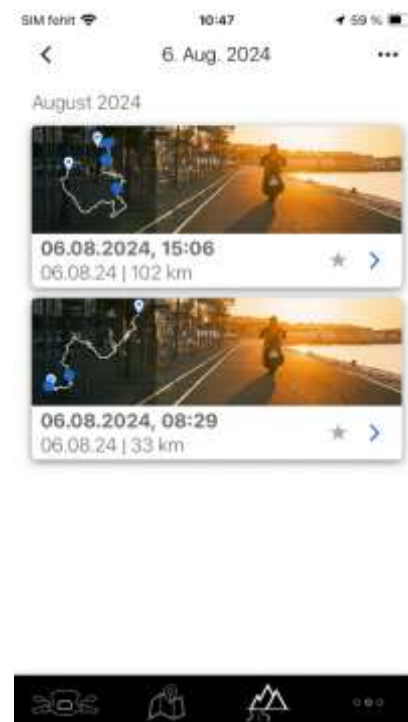 SIM fehlt 10:47 59 %
6. Aug. 2024
August 2024
06.08.2024, 15:06
06.08.24 | 102 km
06.08.2024, 08:29
06.08.24 | 33 km